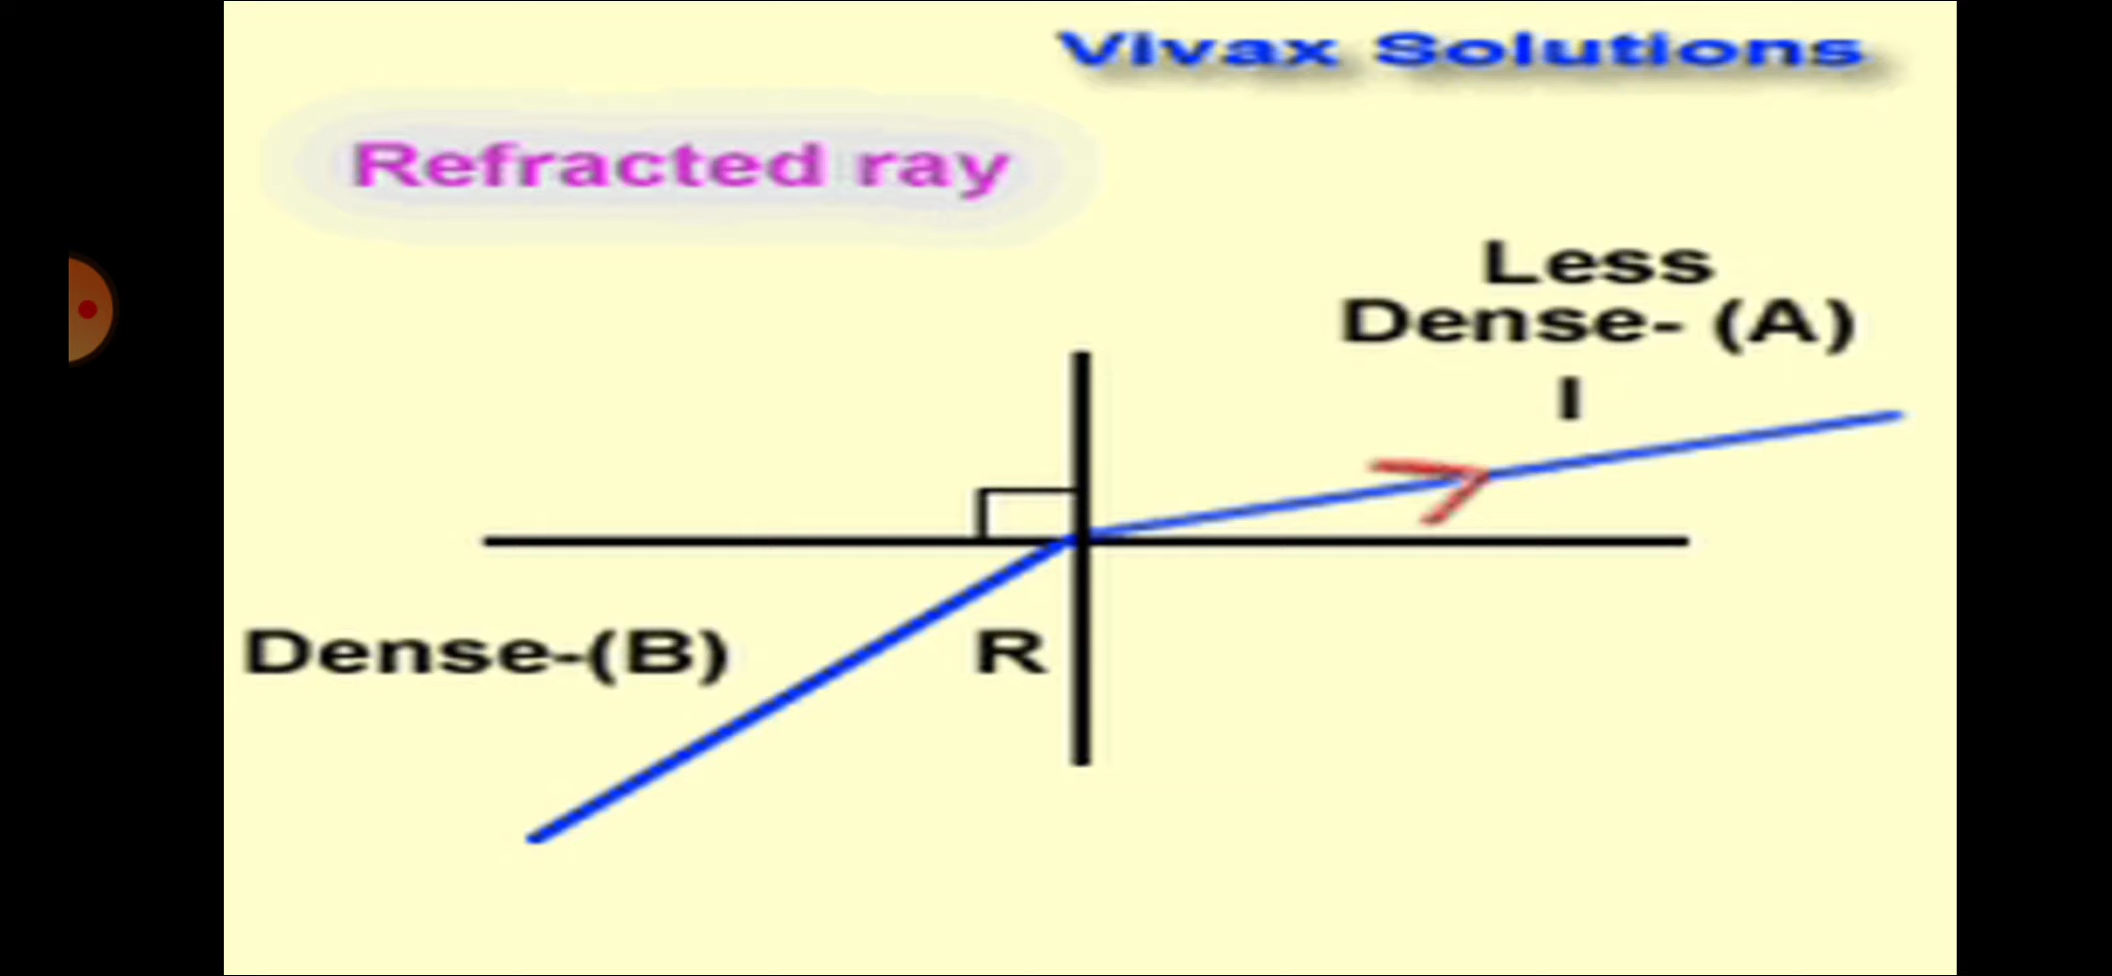 Vivax Solutions
Refracted ray
Less
Dense- (A)
I
Dense-(B)
R